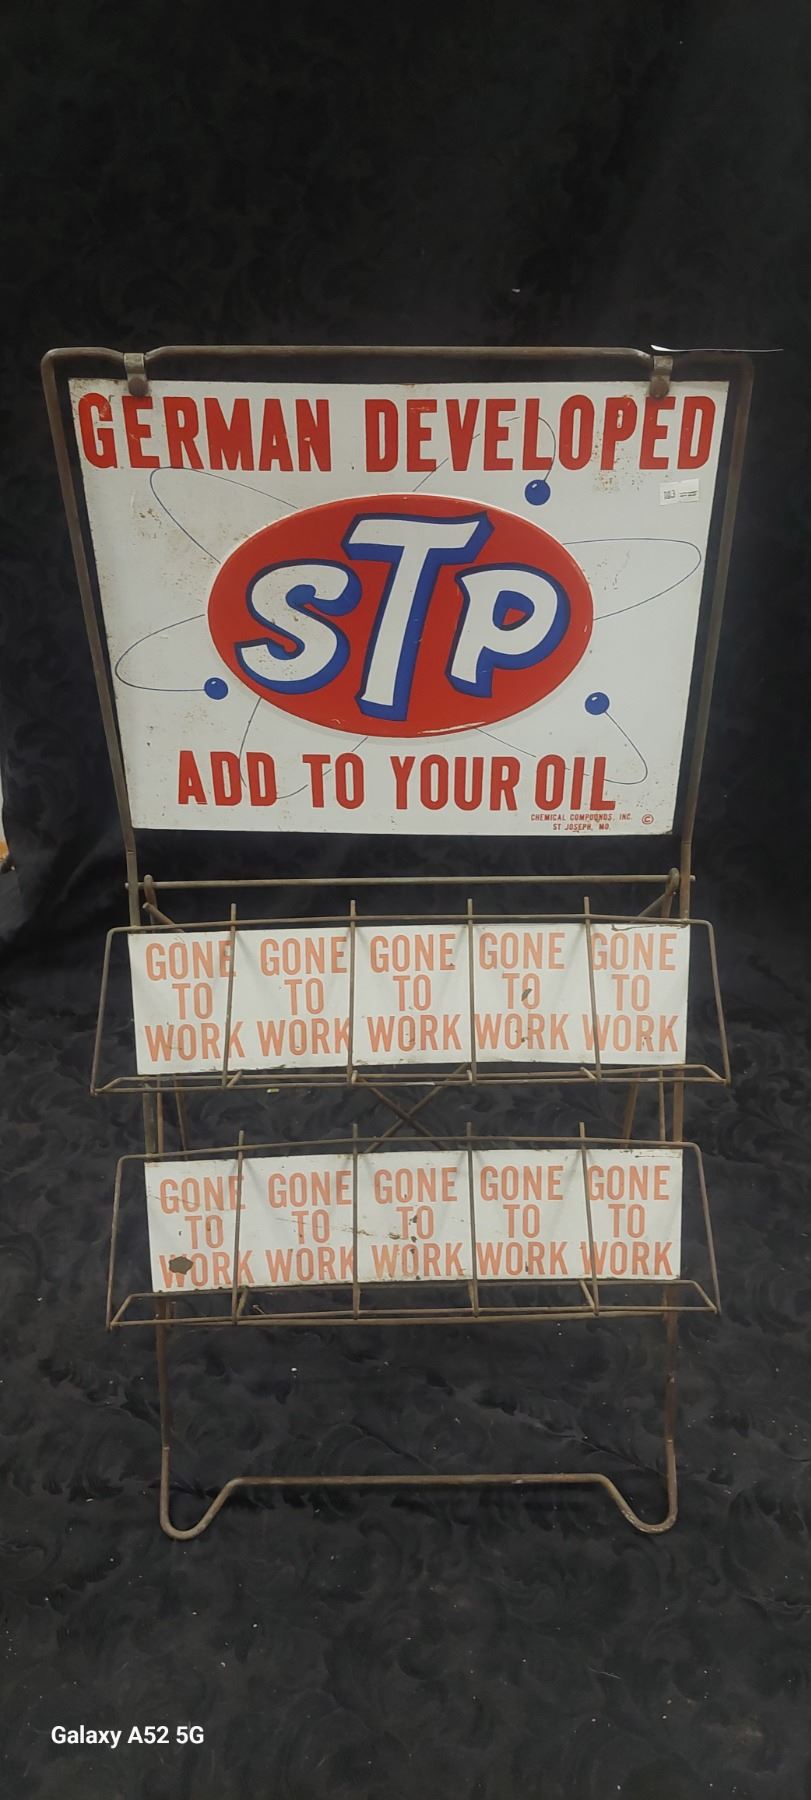 GERMAN DEVELOPED
STP
ADD TO YOUR OIL
CHEMICAL COMPOUNDS, INC. ©
ST JOSEPH, MO.
GONE GONE GONE GONE GONE
TO TO TO TO TO
WORK WORK WORK WORK WORK
GONE GONE GONE GONE GONE
TO TO TO TO TO
WORK WORK WORK WORK WORK
Galaxy A52 5G